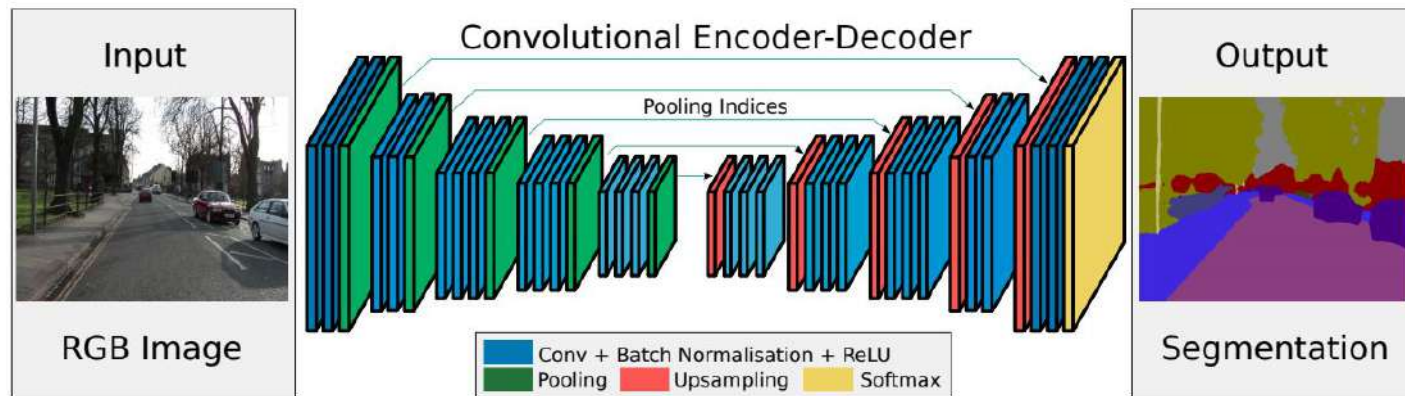 Input
RGB Image
Convolutional Encoder-Decoder
Pooling Indices
Conv + Batch Normalisation + ReLU
Pooling Upsampling Softmax
Output
Segmentation